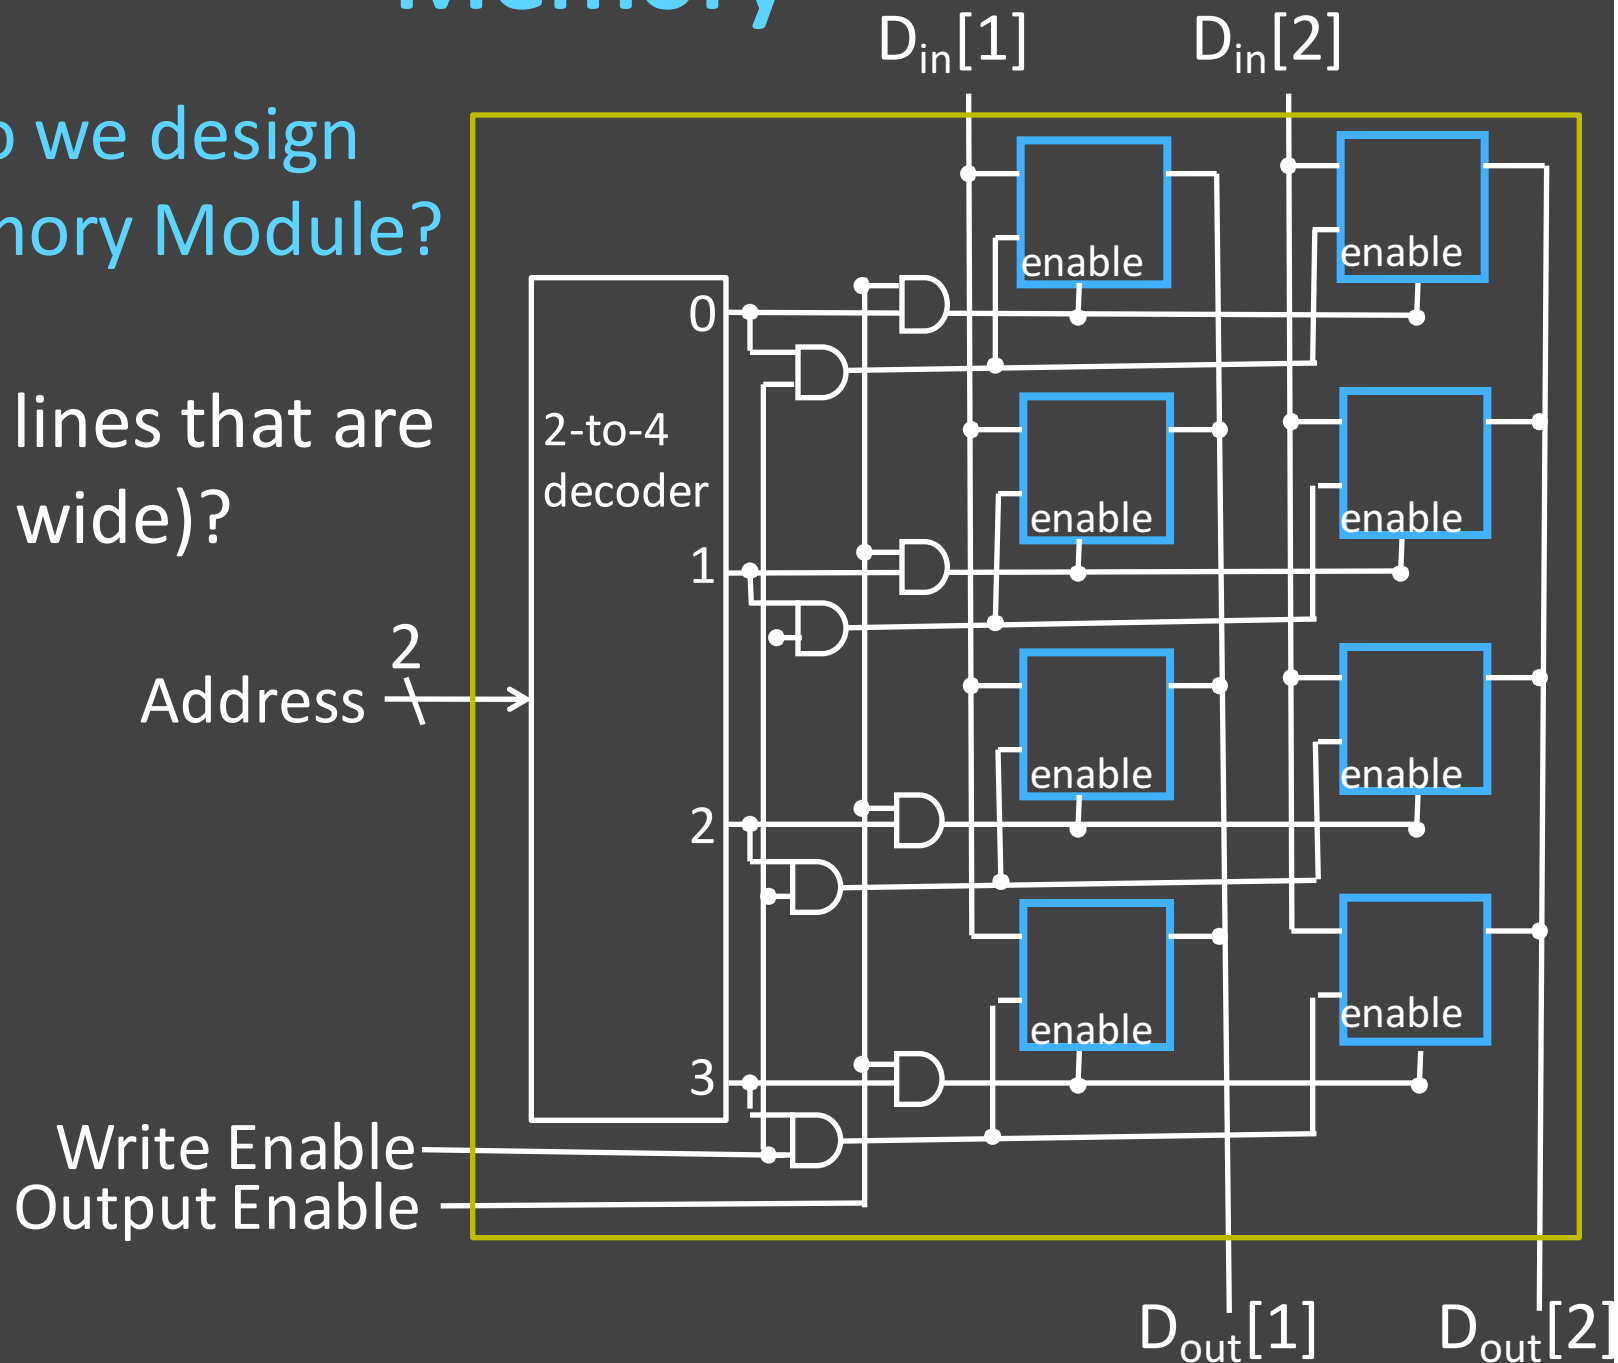 Memory
D_in[1]
D_in[2]
we design
Module?
lines that are
wide)?
2-to-4
decoder
0
1
2
3
2
Address
Write Enable
Output Enable
enable
enable
enable
enable
enable
enable
enable
enable
D_out[1]
D_out[2]